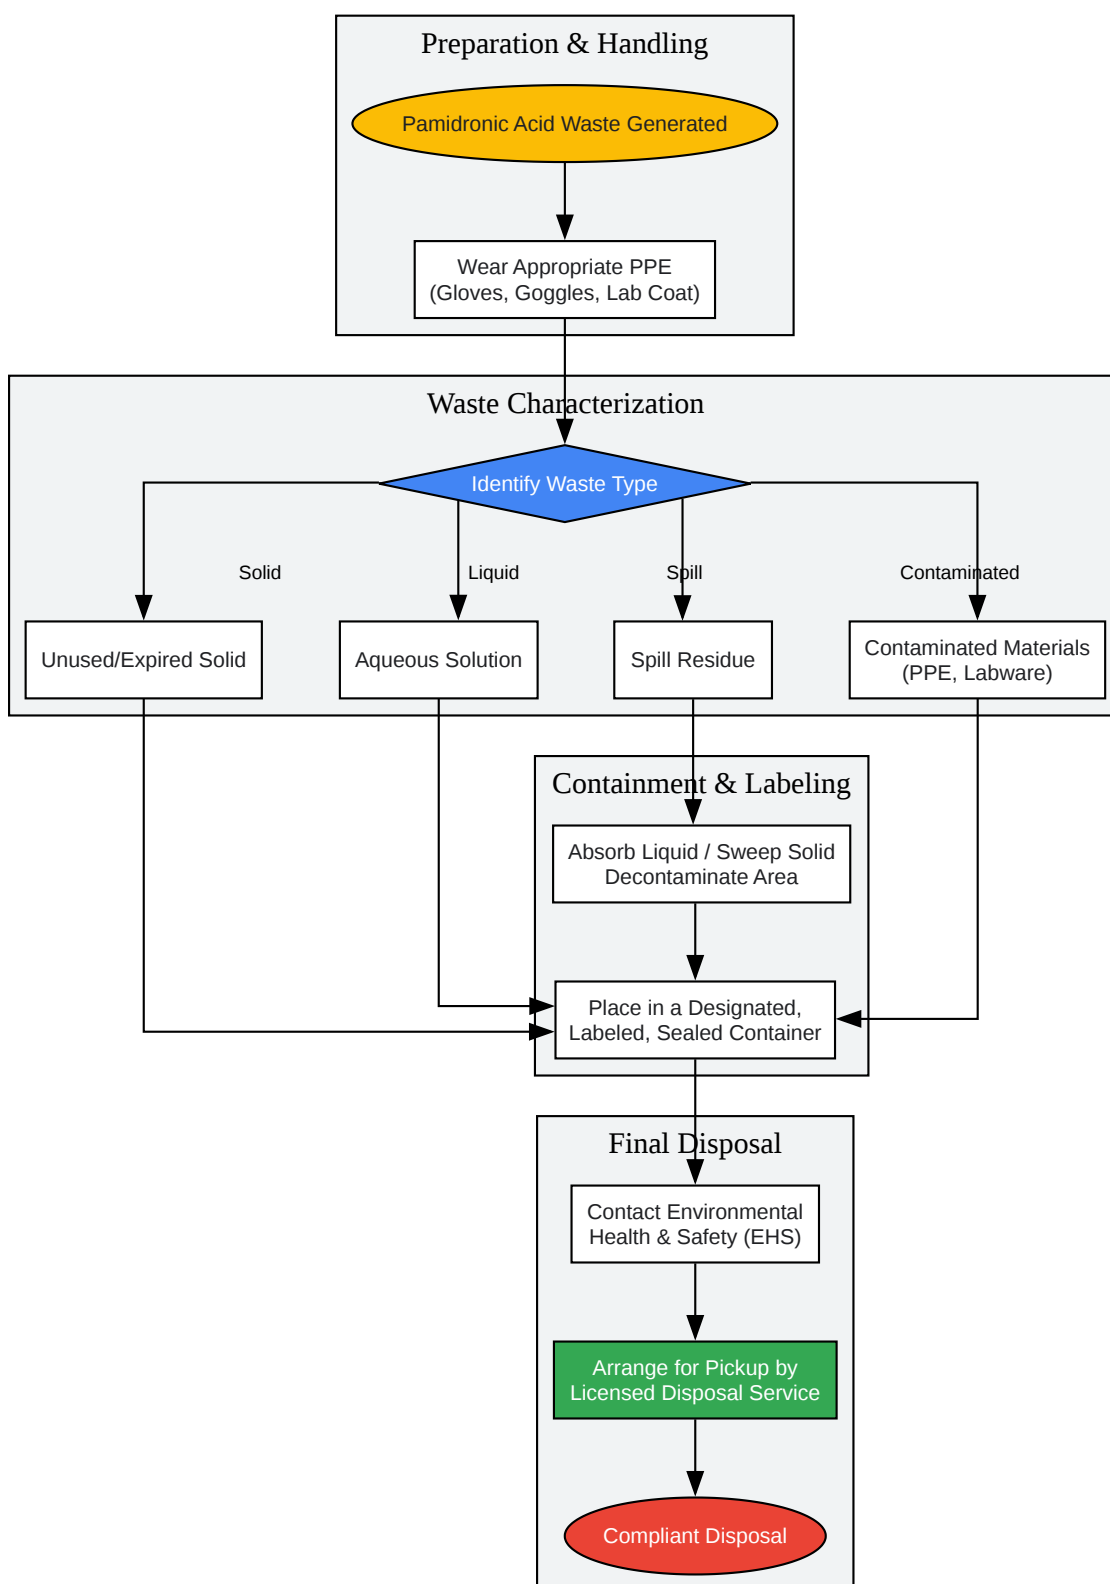 Preparation & Handling
Pamidronic Acid Waste Generated
Wear Appropriate PPE
(Gloves, Goggles, Lab Coat)
Waste Characterization
Identify Waste Type
Solid
Liquid
Spill
Contaminated
Unused/Expired Solid
Aqueous Solution
Spill Residue
Contaminated Materials
(PPE, Labware)
Containment & Labeling
Absorb Liquid / Sweep Solid
Decontaminate Area
Place in a Designated,
Labeled, Sealed Container
Final Disposal
Contact Environmental
Health & Safety (EHS)
Arrange for Pickup by
Licensed Disposal Service
Compliant Disposal